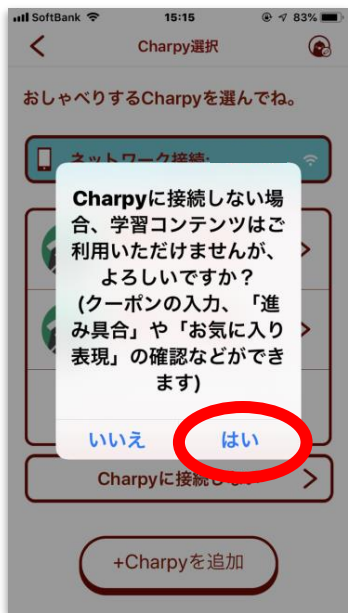 SoftBank 15:15 83%
Charpy選択
おしゃべりするCharpyを選んでね。
ネットワーク接続:
Charpyに接続しない場
合、学習コンテンツはご
利用いただけませんが、
よろしいですか?
(クーポンの入力、「進
み具合」や「お気に入り
表現」の確認などができ
ます)
いいえ はい
Charpyに接続しない
+Charpyを追加